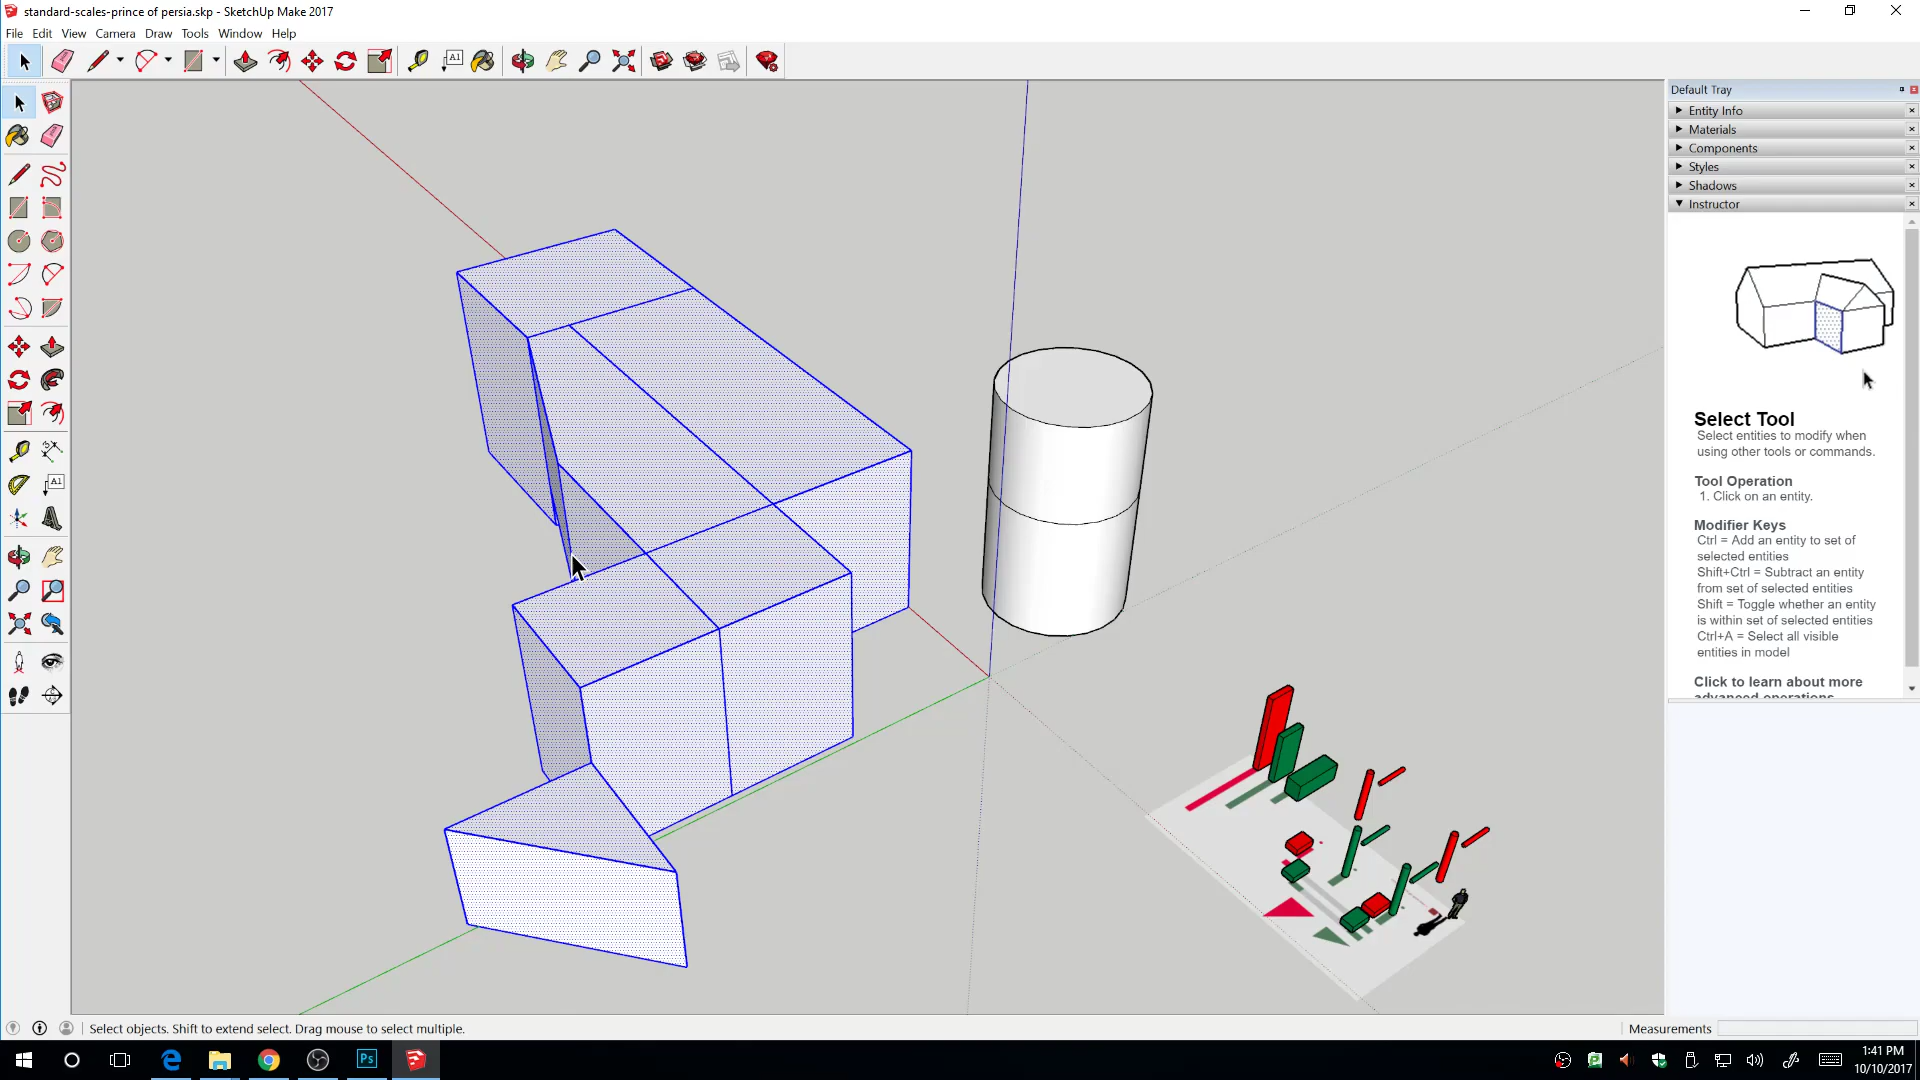 standard-scales-prince of persia.skp - SketchUp Make 2017
File Edit View Camera Draw Tools Window Help
A1
Default Tray
Entity Info
Materials
Components
Styles
Shadows
Instructor
A1
Select Tool
Select entities to modify when
using other tools or commands.
Tool Operation
1. Click on an entity.
Modifier Keys
Ctrl = Add an entity to set of
selected entities
Shift+Ctrl = Subtract an entity
from set of selected entities
Shift = Toggle whether an entity
is within set of selected entities
Ctrl+A = Select all visible
entities in model
Click to learn about more
advanced operations
Select objects. Shift to extend select. Drag mouse to select multiple.
Measurements
Ps
1:41 PM
10/10/2017